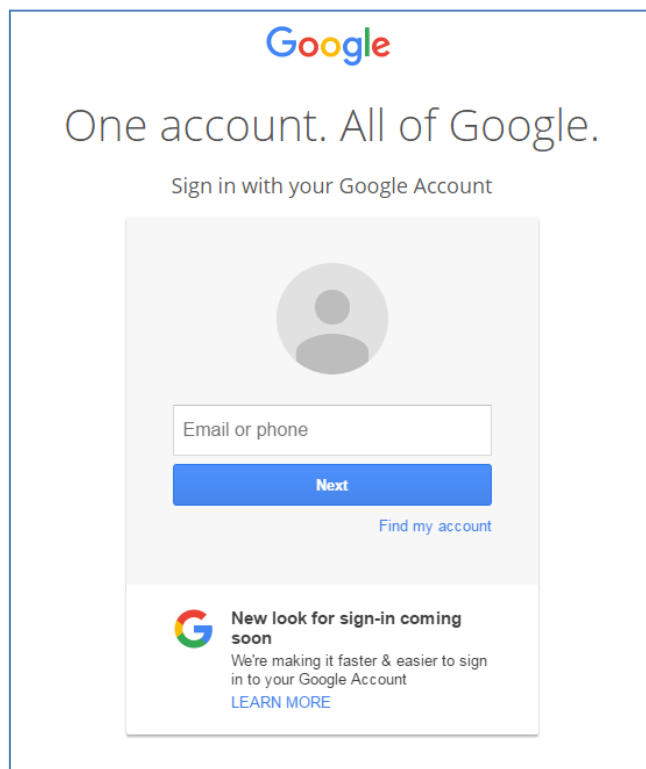 Google
One account. All of Google.
Sign in with your Google Account
Email or phone
Next
Find my account
New look for sign-in coming
soon
We're making it faster & easier to sign
in to your Google Account
LEARN MORE